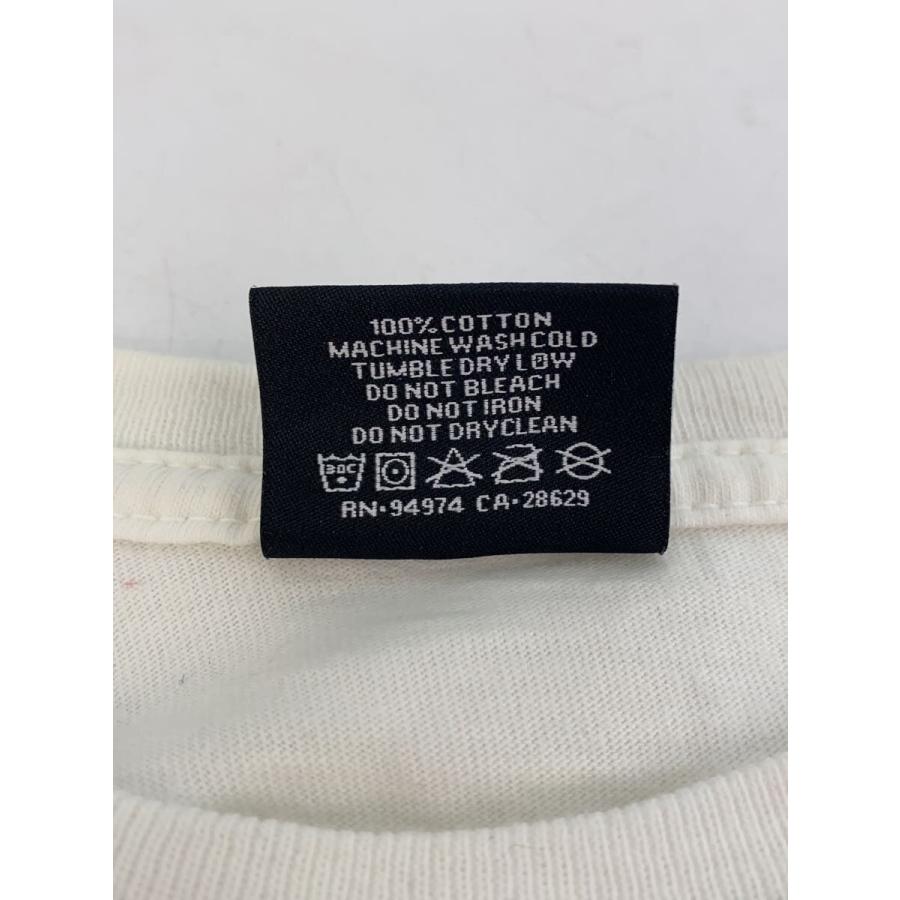 100% COTTON
MACHINE WASH COLD
TUMBLE DRY LOW
DO NOT BLEACH
DO NOT IRON
DO NOT DRYCLEAN
30C
RN·94974 CA·28629